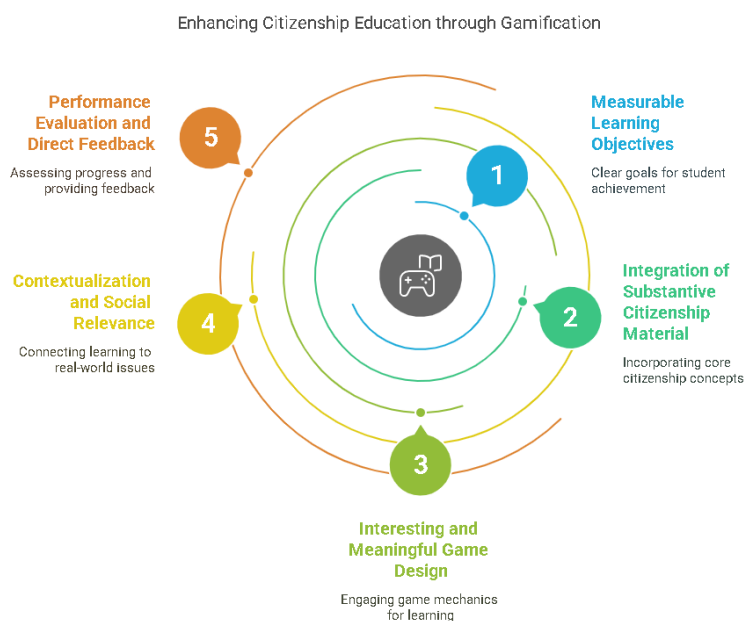 Enhancing Citizenship Education through Gamification
1
Measurable
Learning
Objectives
Clear goals for student
achievement
2
Integration of
Substantive
Citizenship
Material
Incorporating core
citizenship concepts
3
Interesting and
Meaningful Game
Design
Engaging game mechanics
for learning
4
Contextualization
and Social
Relevance
Connecting learning to
real-world issues
5
Performance
Evaluation and
Direct Feedback
Assessing progress and
providing feedback